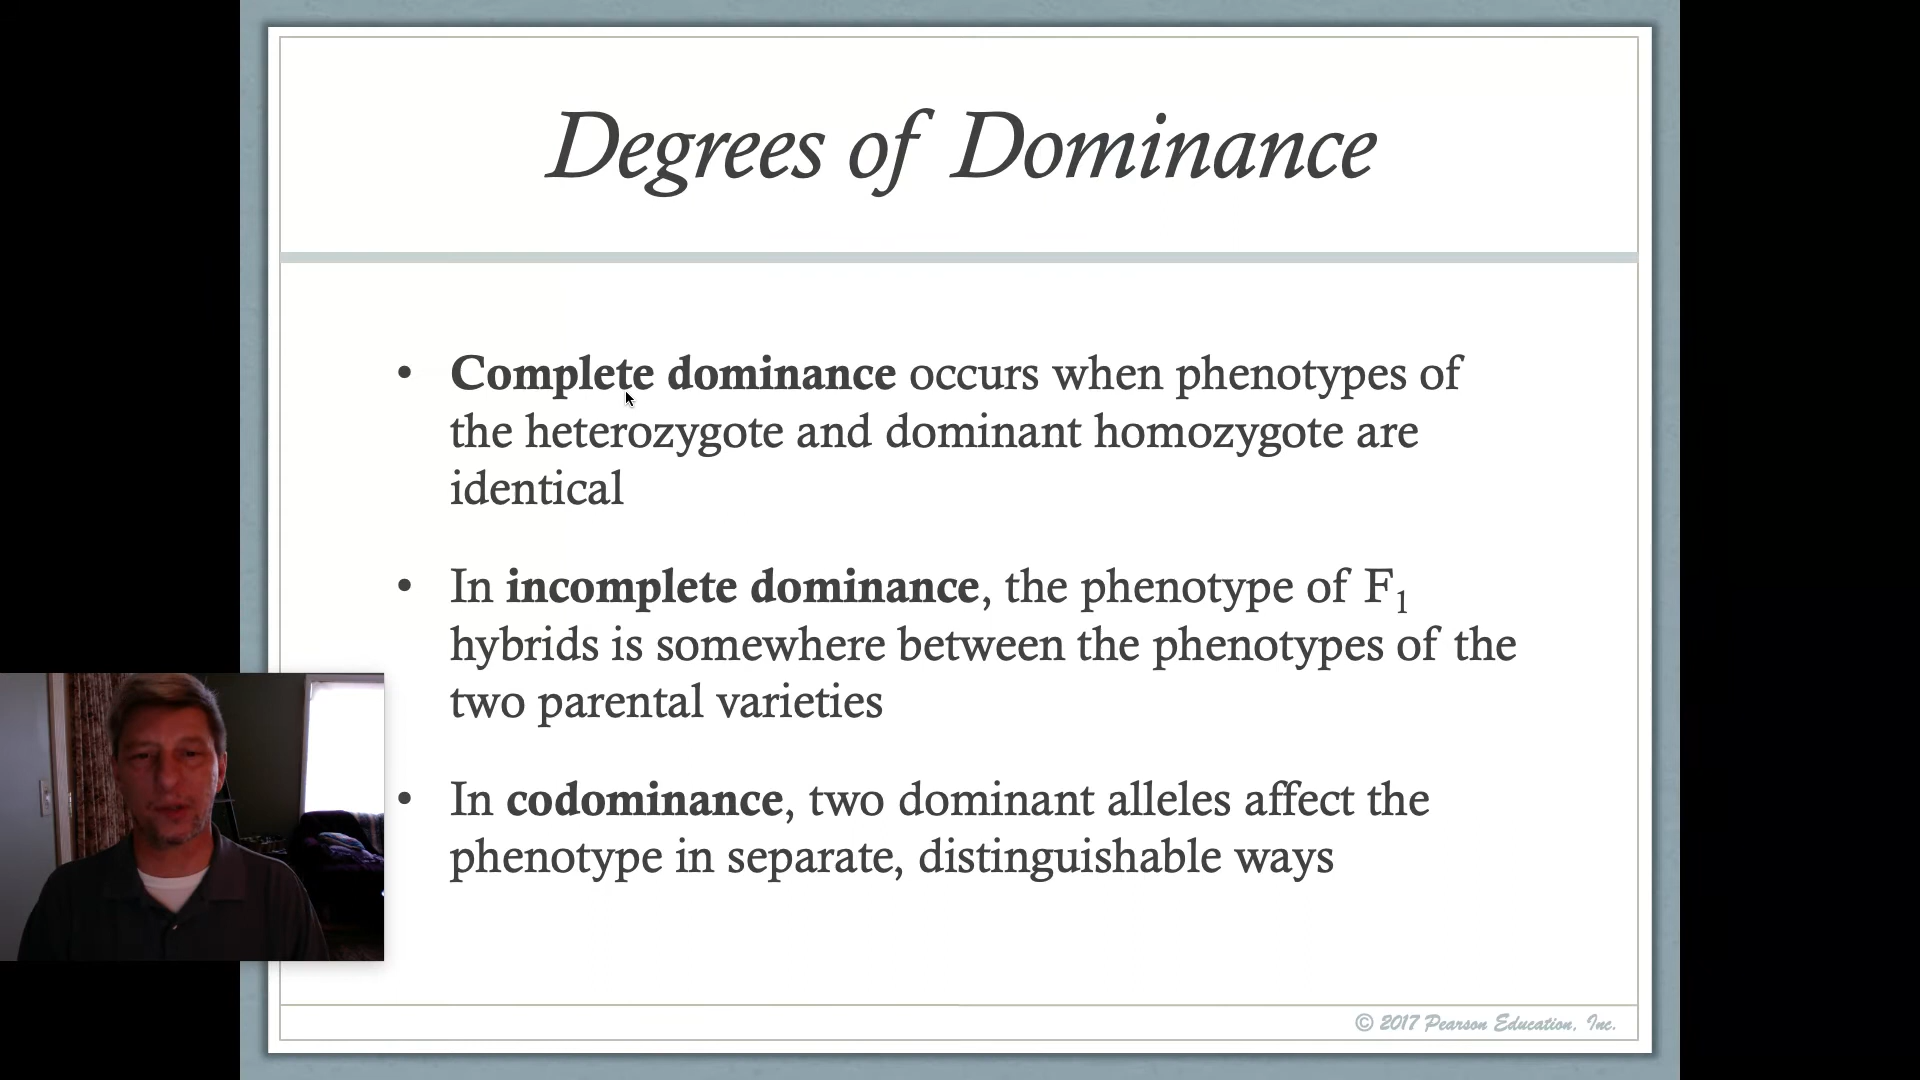 Degrees of Dominance
• Complete dominance occurs when phenotypes of
the heterozygote and dominant homozygote are
identical
• In incomplete dominance, the phenotype of F₁
hybrids is somewhere between the phenotypes of the
two parental varieties
• In codominance, two dominant alleles affect the
phenotype in separate, distinguishable ways
© 2017 Pearson Education, Inc.